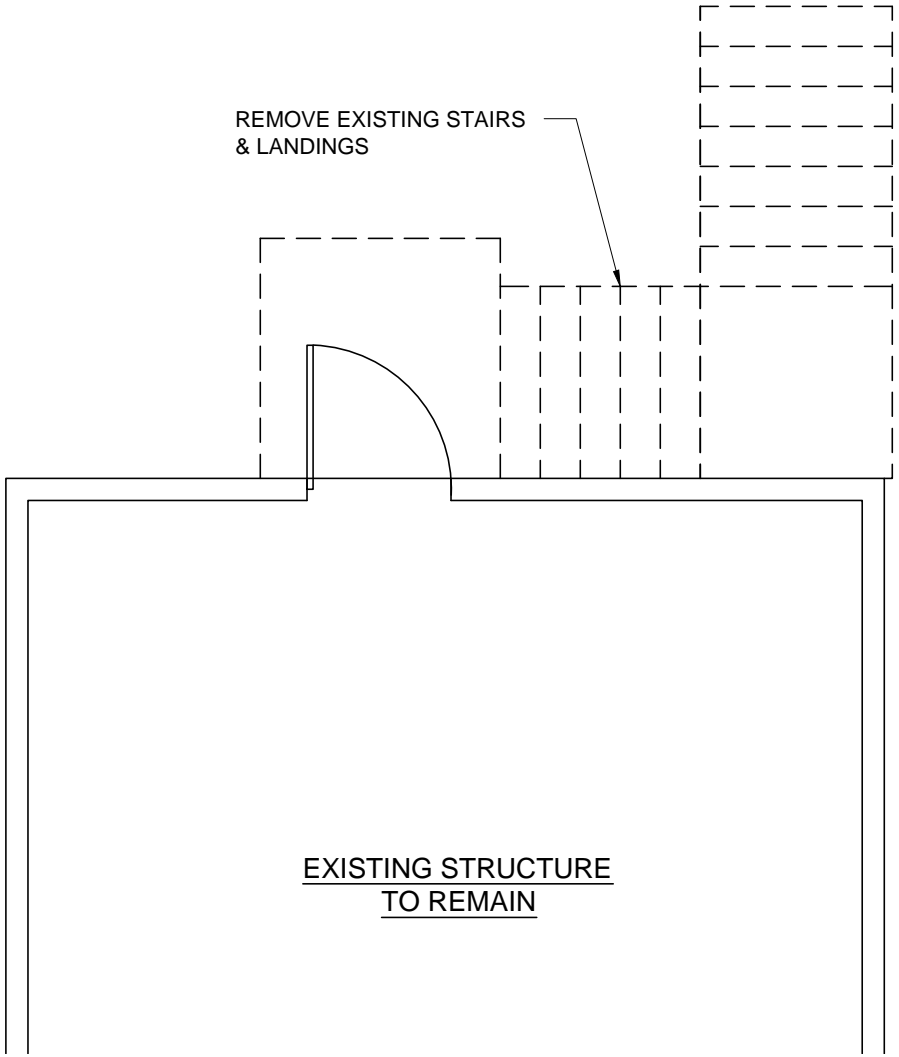 REMOVE EXISTING STAIRS
& LANDINGS
EXISTING STRUCTURE
TO REMAIN